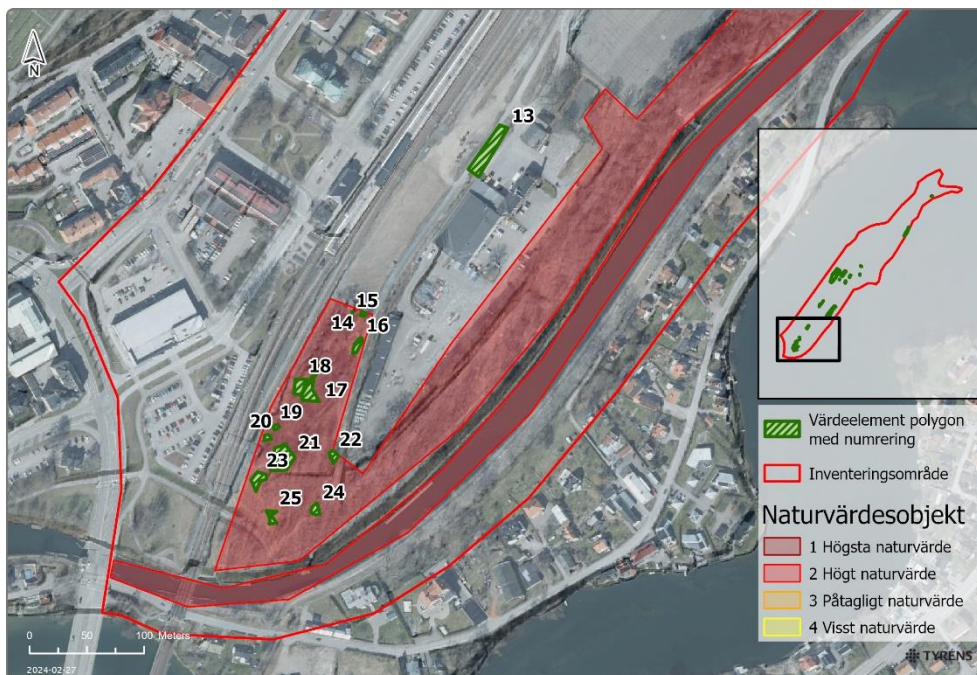 N
13
15
14
16
18
17
19
20
21
22
23
24
25
Värdeelement polygon
med numrering
Inventeringsområde
Naturvärdesobjekt
1 Högsta naturvärde
2 Högt naturvärde
3 Påtagligt naturvärde
4 Visst naturvärde
0 50 100 Meters
2024-02-27
TYRÉNS